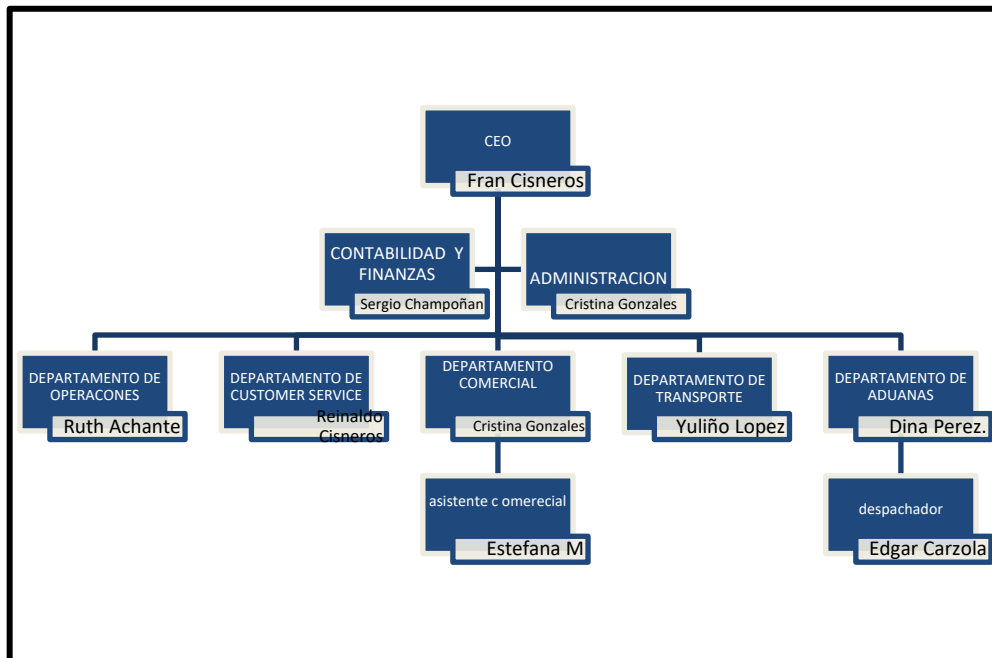 CEO
Fran Cisneros
CONTABILIDAD Y
FINANZAS
Sergio Champoñan
ADMINISTRACION
Cristina Gonzales
DEPARTAMENTO DE
OPERACONES
Ruth Achante
DEPARTAMENTO DE
CUSTOMER SERVICE
Reinaldo
Cisneros
DEPARTAMENTO
COMERCIAL
Cristina Gonzales
DEPARTAMENTO DE
TRANSPORTE
Yuliño Lopez
DEPARTAMENTO DE
ADUANAS
Dina Perez.
asistente c omerecial
Estefana M
despachador
Edgar Carzola